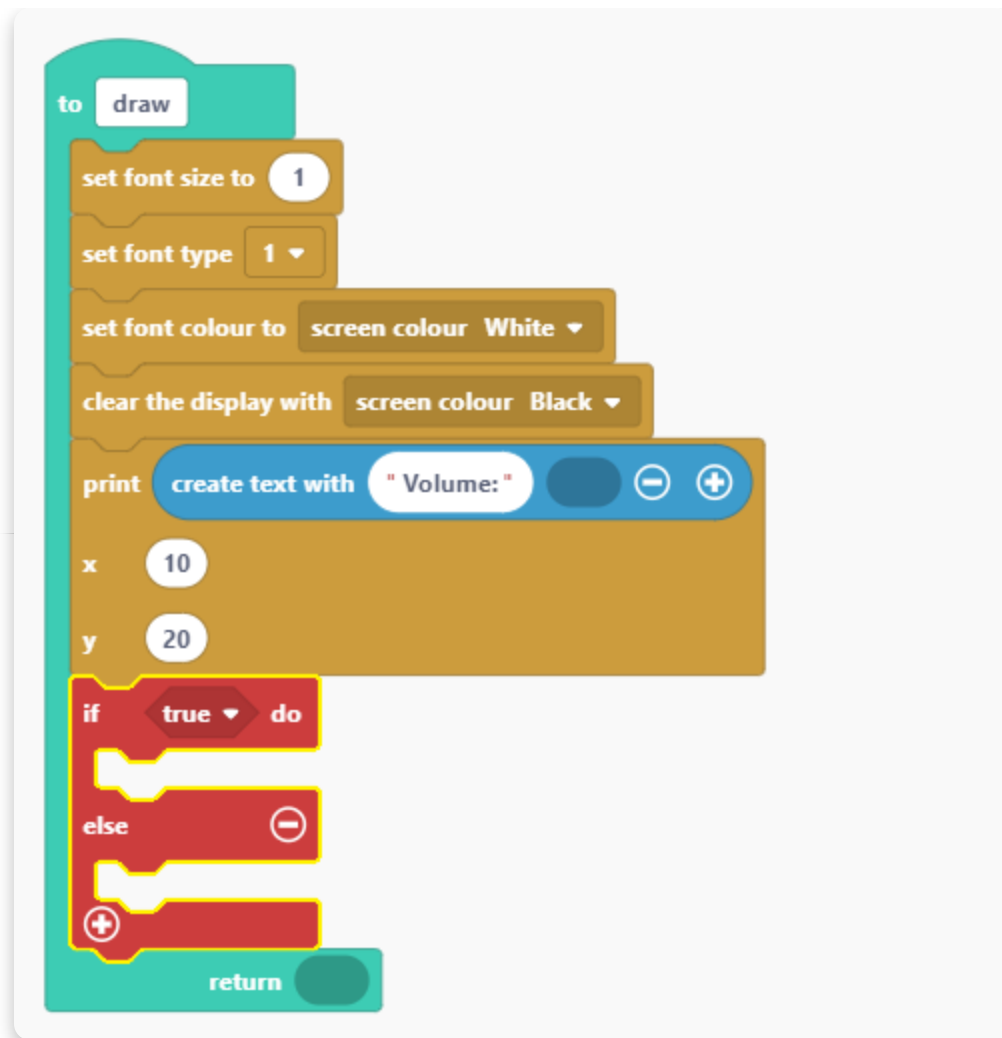 to draw
set font size to 1
set font type 1
set font colour to screen colour White
clear the display with screen colour Black
print create text with " Volume: "
x 10
y 20
if true do
else
return